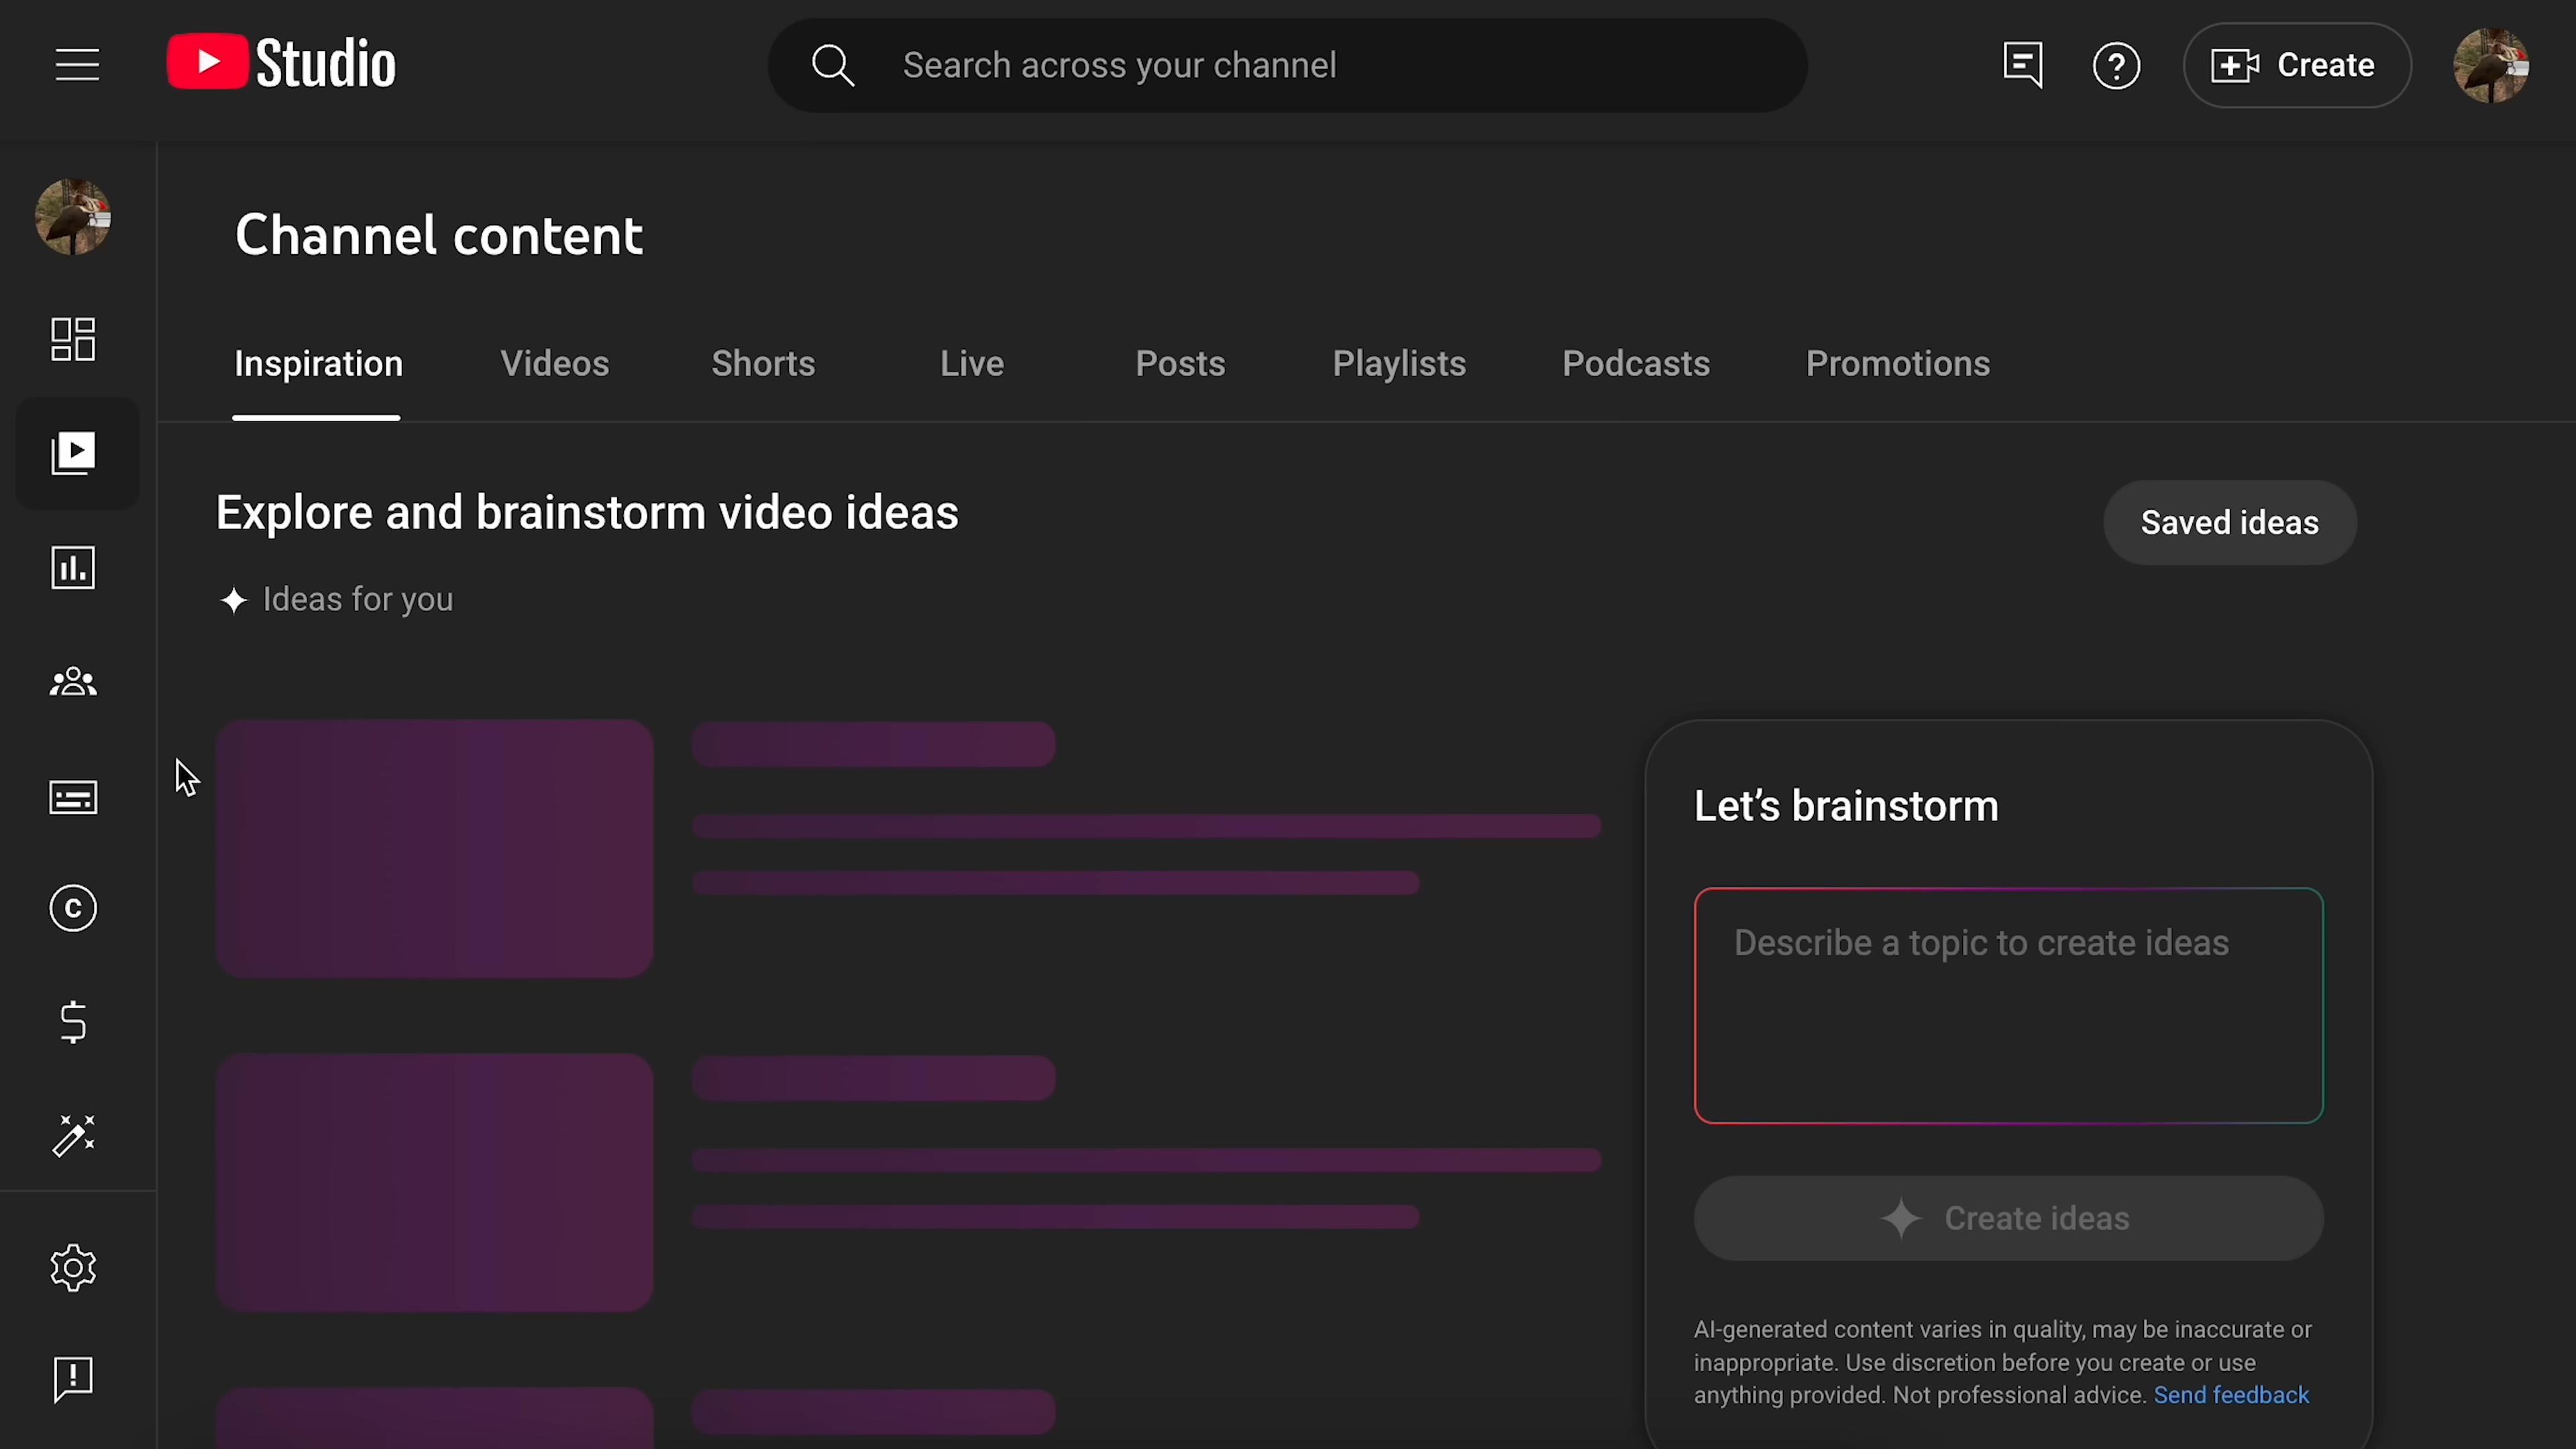 Studio
Search across your channel
Create
Channel content
Inspiration
Videos
Shorts
Live
Posts
Playlists
Podcasts
Promotions
Explore and brainstorm video ideas
Saved ideas
Ideas for you
Let’s brainstorm
Describe a topic to create ideas
Create ideas
AI-generated content varies in quality, may be inaccurate or
inappropriate. Use discretion before you create or use
anything provided. Not professional advice. Send feedback